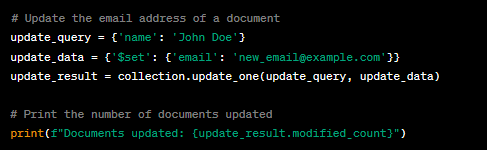 # Update the email address of a document
update_query = {'name': 'John Doe'}
update_data = {'$set': {'email': 'new_email@example.com'}}
update_result = collection.update_one(update_query, update_data)
# Print the number of documents updated
print(f"Documents updated: {update_result.modified_count}")